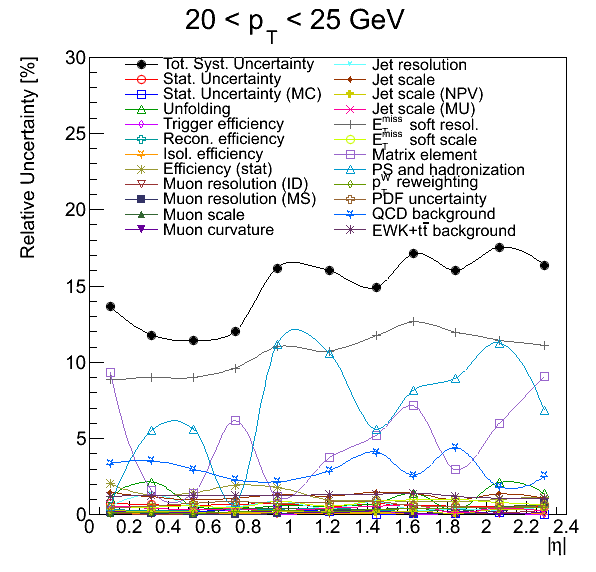 20 < p_T < 25 GeV
Relative Uncertainty [%]
30
25
20
15
10
5
0
Tot. Syst. Uncertainty
Stat. Uncertainty
Stat. Uncertainty (MC)
Unfolding
Trigger efficiency
Recon. efficiency
Isol. efficiency
Efficiency (stat)
Muon resolution (ID)
Muon resolution (MS)
Muon scale
Muon curvature
Jet resolution
Jet scale
Jet scale (NPV)
Jet scale (MU)
E_T^miss soft resol.
E_T^miss soft scale
Matrix element
PS and hadronization
p_T^W reweighting
PDF uncertainty
QCD background
EWK+tt̄ background
0 0.2 0.4 0.6 0.8 1 1.2 1.4 1.6 1.8 2 2.2 2.4
|η|